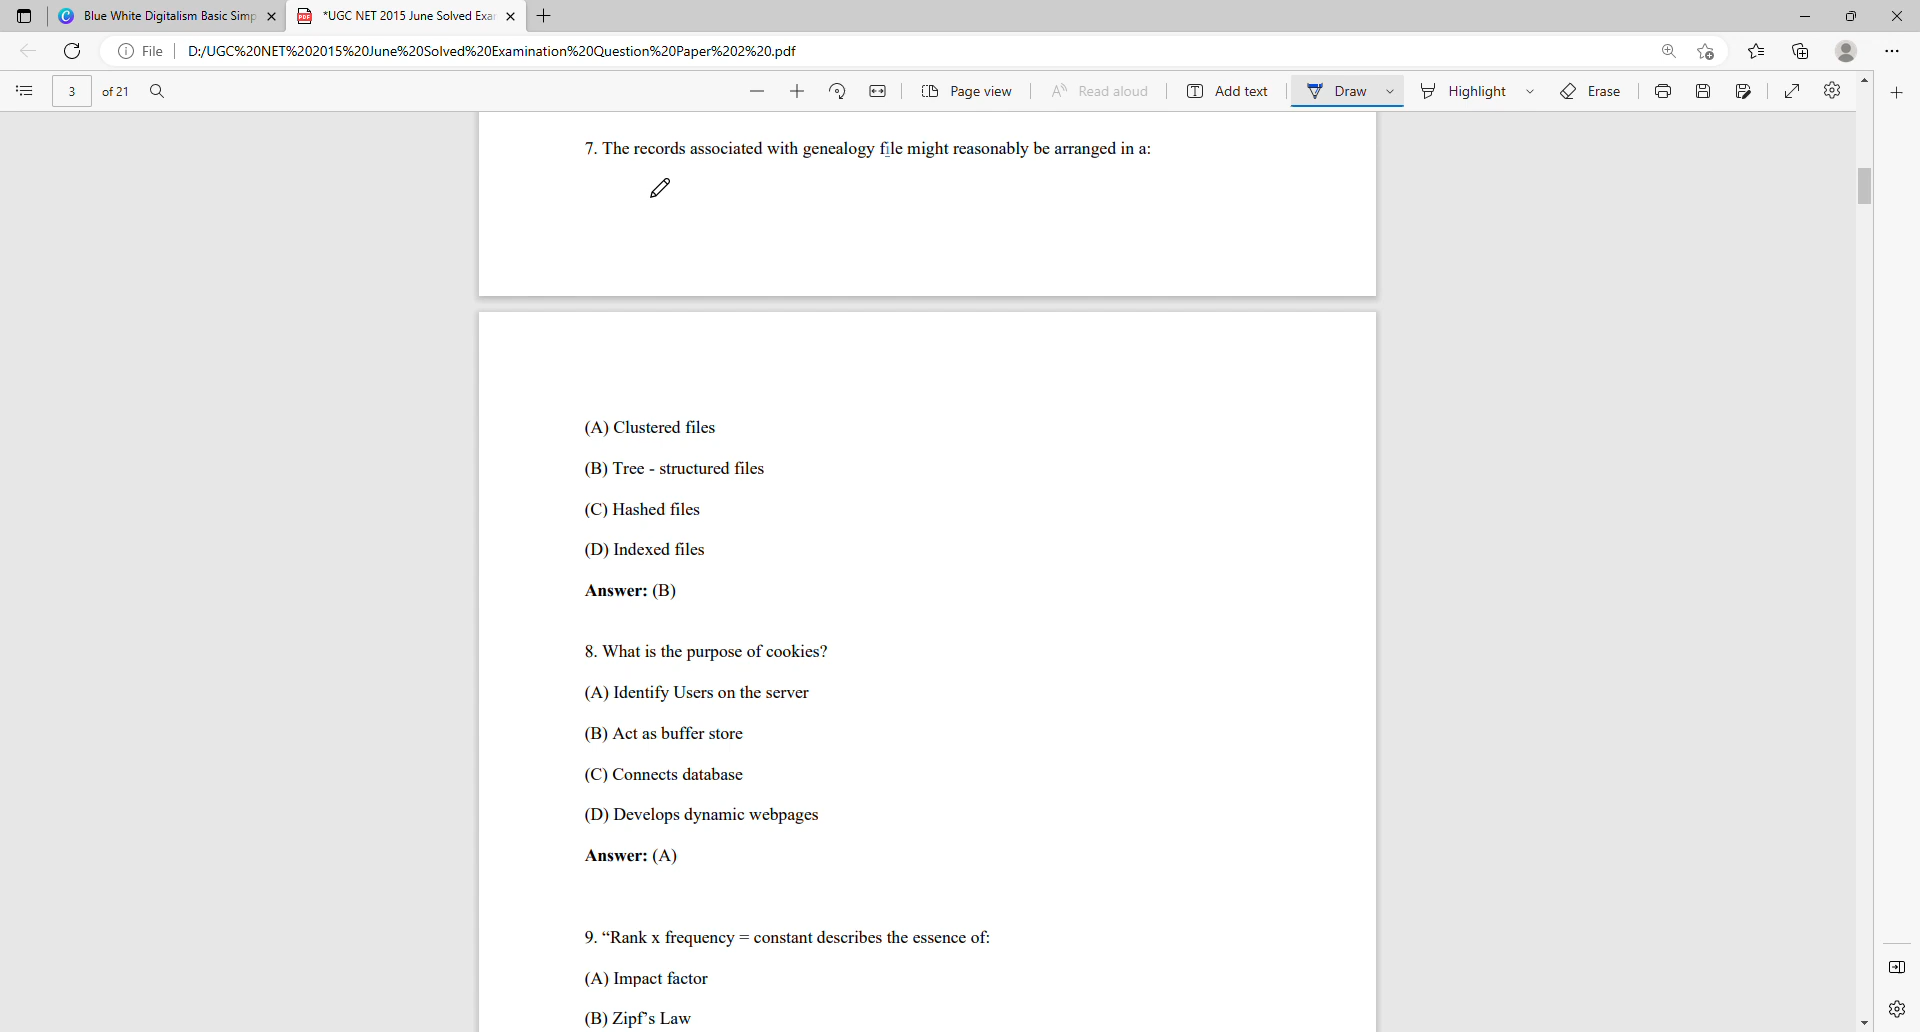 Blue White Digitalism Basic Simp
*UGC NET 2015 June Solved Exa
File
D:/UGC%20NET%202015%20June%20Solved%20Examination%20Question%20Paper%202%20.pdf
3 of 21
Page view
Read aloud
Add text
Draw
Highlight
Erase
7. The records associated with genealogy file might reasonably be arranged in a:
(A) Clustered files
(B) Tree - structured files
(C) Hashed files
(D) Indexed files
Answer: (B)
8. What is the purpose of cookies?
(A) Identify Users on the server
(B) Act as buffer store
(C) Connects database
(D) Develops dynamic webpages
Answer: (A)
9. “Rank x frequency = constant describes the essence of:
(A) Impact factor
(B) Zipf's Law